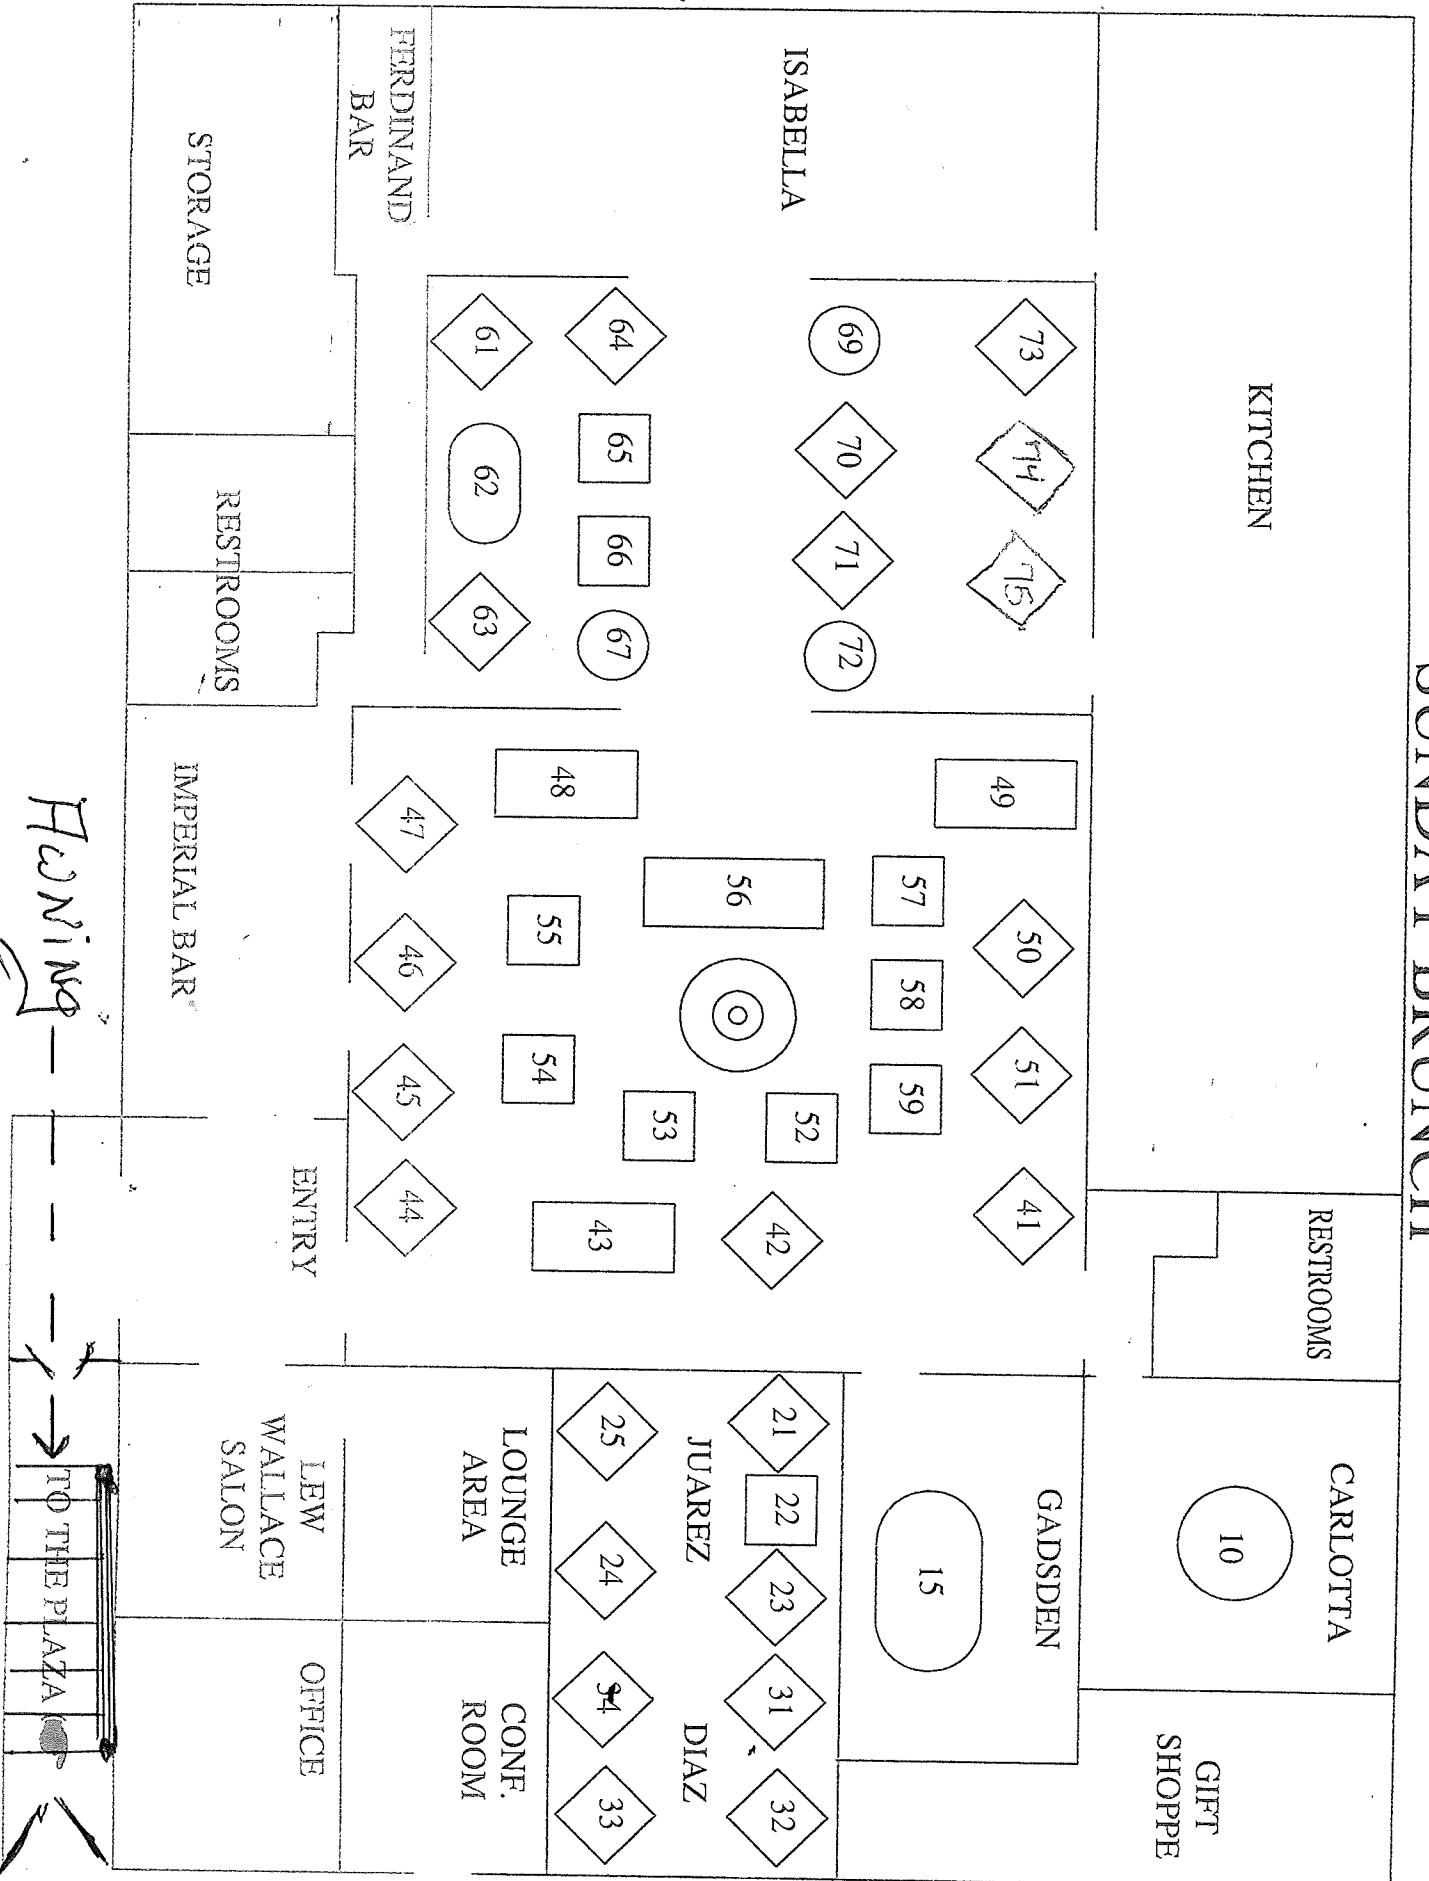 SUNDAY BRUNCH
KITCHEN
RESTROOMS
CARLOTTA
10
GIFT
SHOPPE
ISABELLA
73
74
75
69
70
71
72
64
65
66
67
61
62
63
49
50
51
41
57
58
59
56
52
53
42
48
55
54
43
47
46
45
44
GADSDEN
15
21
22
23
31
32
JUAREZ
DIAZ
25
24
34
33
FERDINAND
BAR
STORAGE
RESTROOMS
IMPERIAL BAR
ENTRY
LOUNGE
AREA
CONF.
ROOM
LEW
WALLACE
SALON
OFFICE
AWNING
TO THE PLAZA